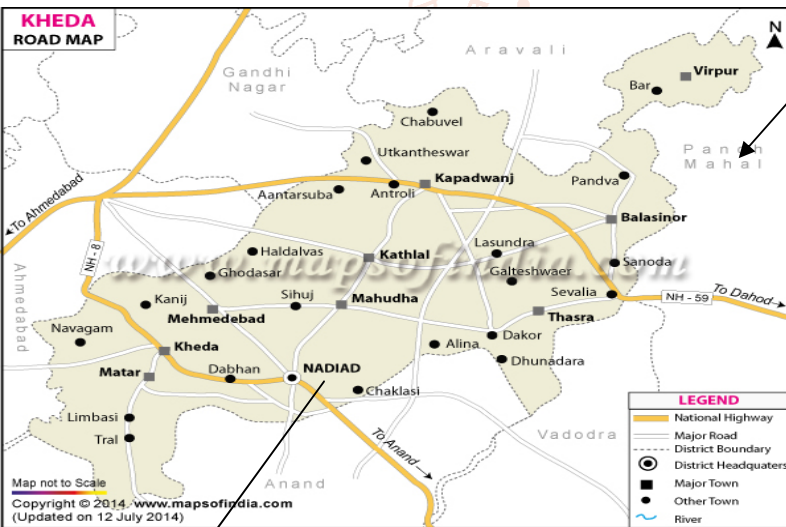 KHEDA
ROAD MAP
N
Aravali
Gandhi
Nagar
Virpur
Bar
Chabuvel
Panch
Mahal
Utkantheswar
Kapadwanj
Pandva
Aantarsuba
Antroli
To Ahmedabad
Balasinor
NH - 8
Haldalvas
Kathlal
Lasundra
Sanoda
www.mapsofindia.com
Ghodasar
Galteshwaer
Ahmedabad
Kanij
Sihuj
Mahudha
Sevalia
NH - 59
To Dahod
Mehmedebad
Thasra
Navagam
Dakor
Kheda
Alina
Dhunadara
Matar
Dabhan
NADIAD
Chaklasi
Limbasi
Tral
To Anand
Vadodra
Anand
LEGEND
National Highway
Major Road
District Boundary
District Headquaters
Major Town
Other Town
River
Map not to Scale
Copyright © 2014 www.mapsofindia.com
(Updated on 12 July 2014)